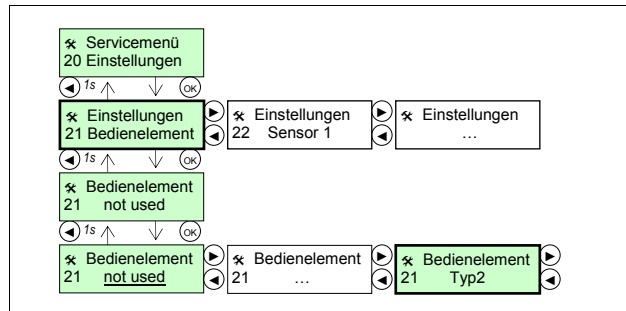 Servicemenü
20 Einstellungen
1s OK
Einstellungen
21 Bedienelement
Einstellungen
22 Sensor 1
Einstellungen
...
1s OK
Bedienelement
21 not used
1s OK
Bedienelement
21 not used
Bedienelement
21 ...
Bedienelement
21 Typ2